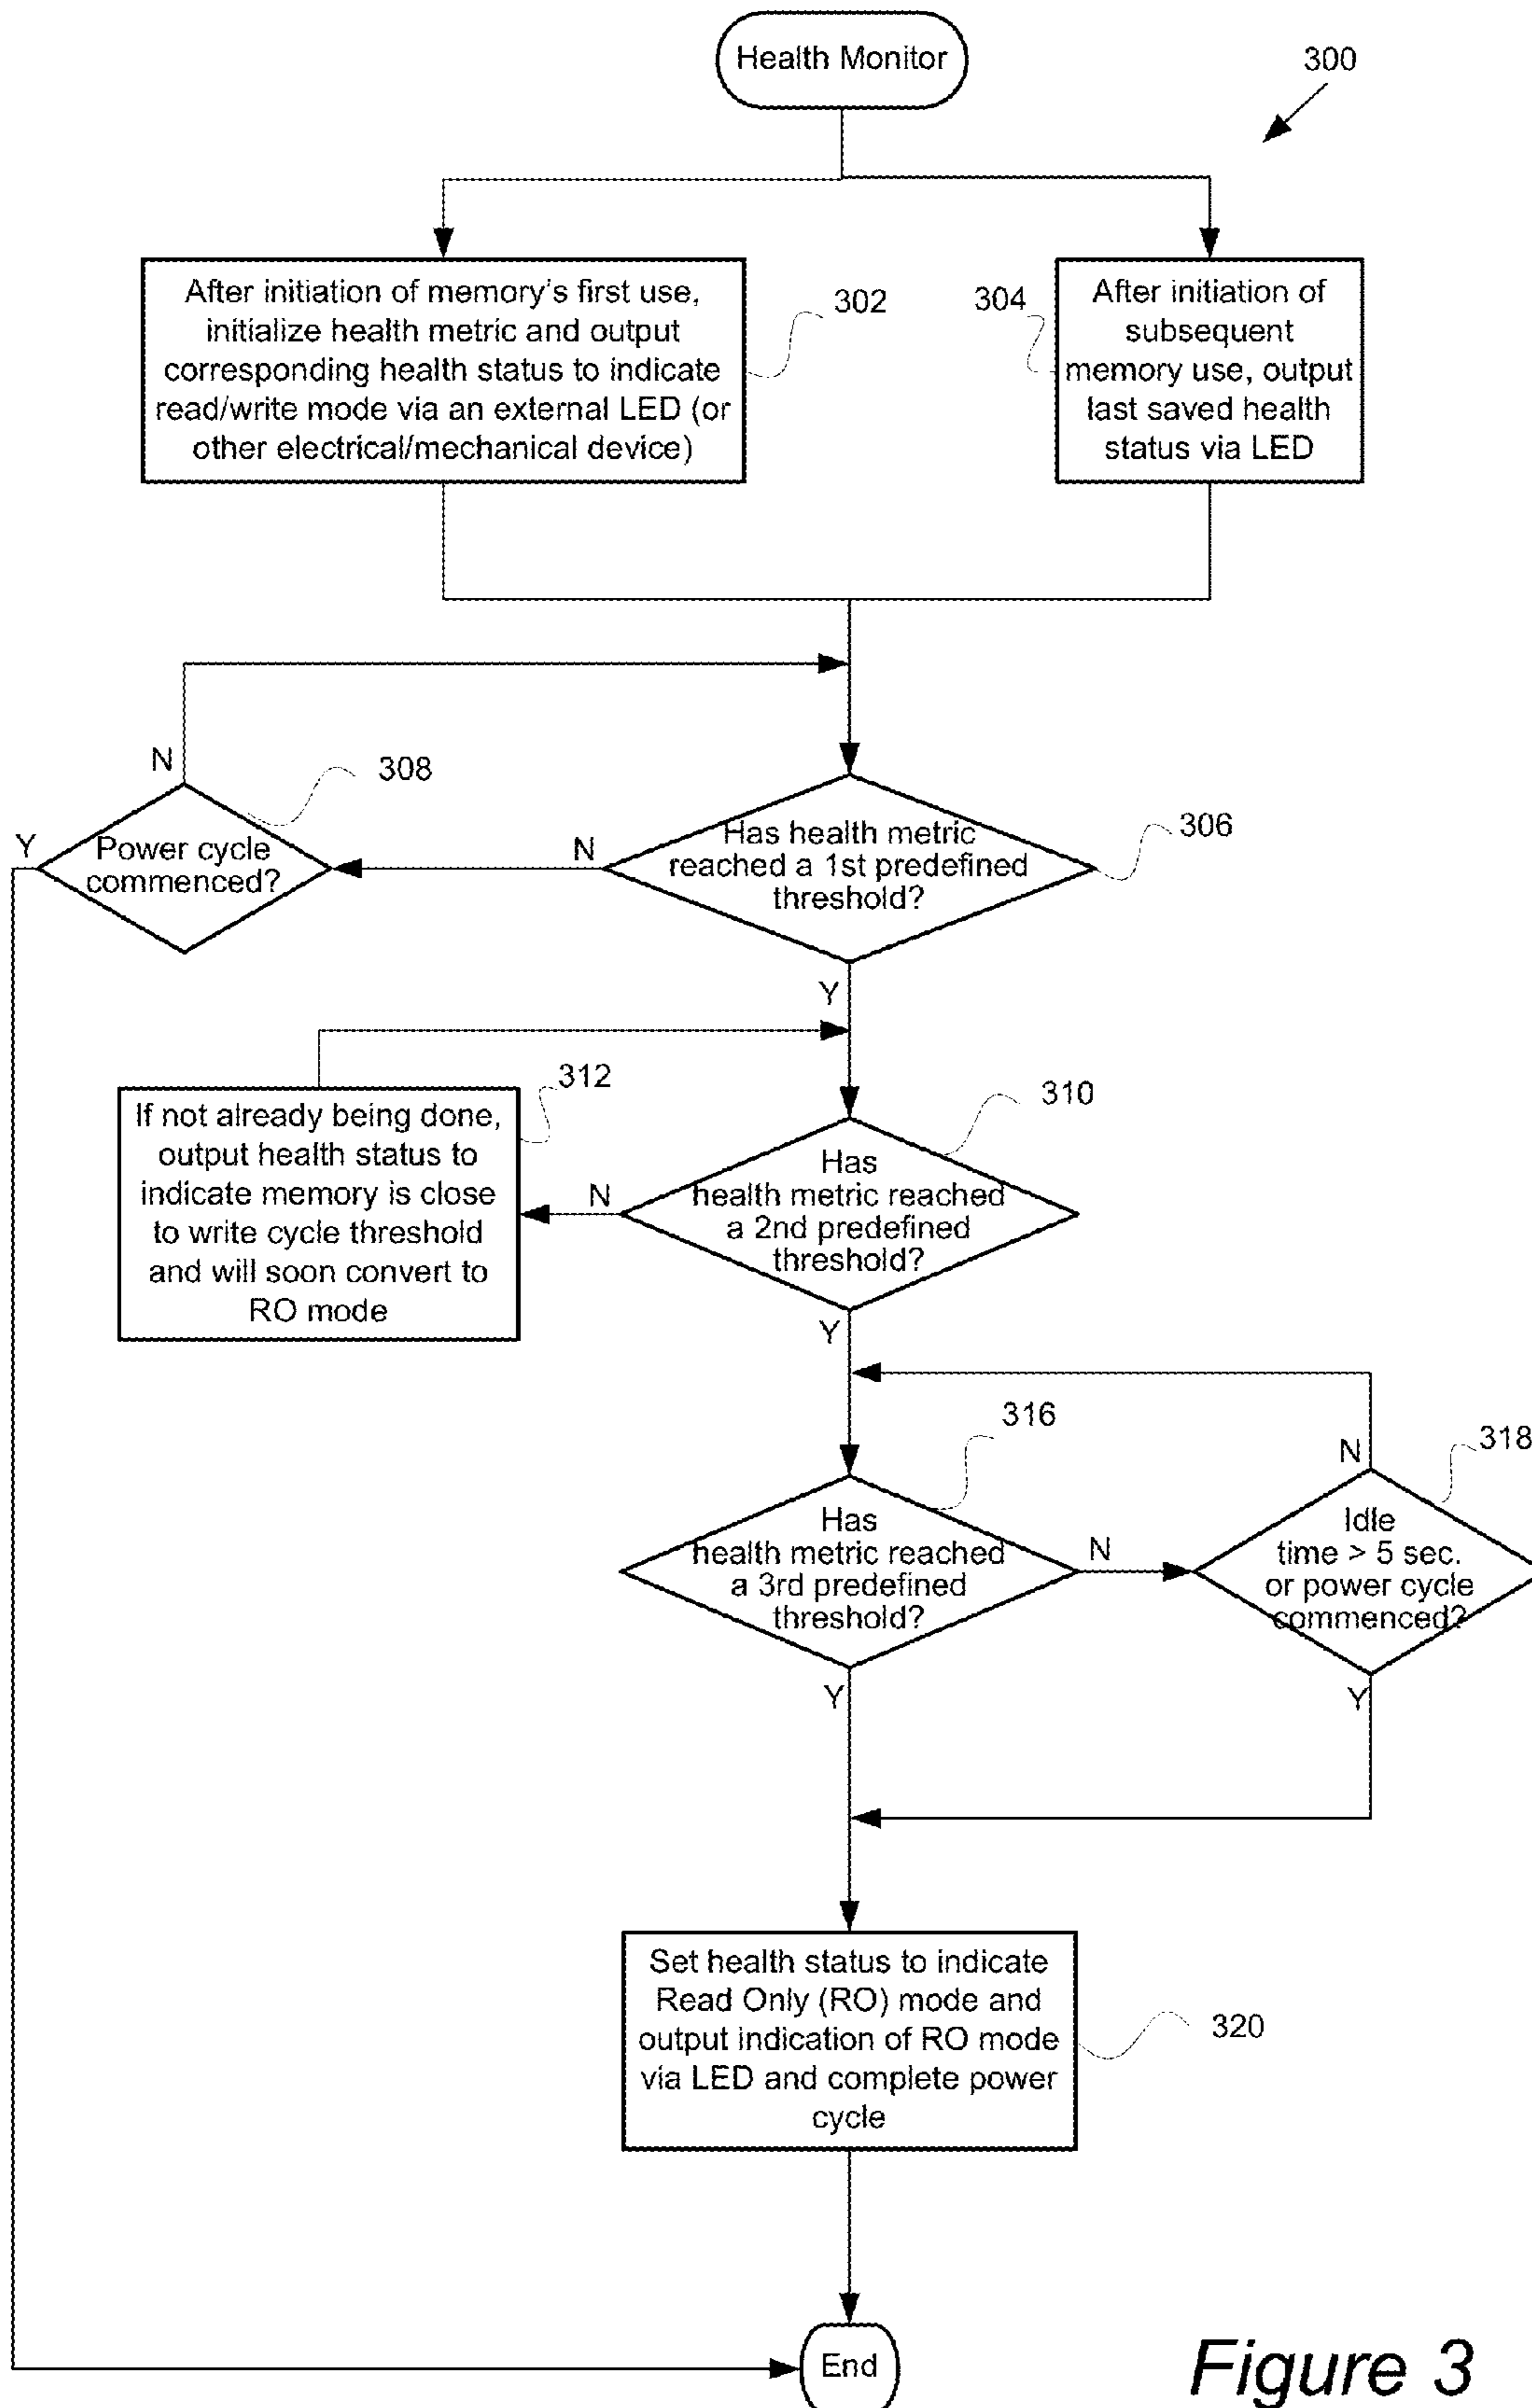 Health Monitor
300
After initiation of memory's first use,
initialize health metric and output
corresponding health status to indicate
read/write mode via an external LED (or
other electrical/mechanical device)
302
304
After initiation of
subsequent
memory use, output
last saved health
status via LED
N
308
Y
Power cycle
commenced?
N
Has health metric
reached a 1st predefined
threshold?
306
Y
312
If not already being done,
output health status to
indicate memory is close
to write cycle threshold
and will soon convert to
RO mode
N
310
Has
health metric reached
a 2nd predefined
threshold?
Y
316
Has
health metric reached
a 3rd predefined
threshold?
N
318
N
Idle
time > 5 sec.
or power cycle
commenced?
Y
Y
Set health status to indicate
Read Only (RO) mode and
output indication of RO mode
via LED and complete power
cycle
320
End
Figure 3